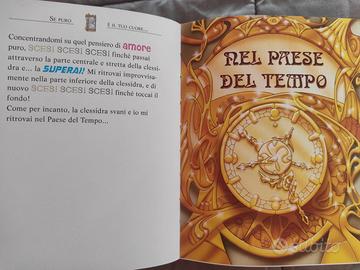 SE PURO È IL TUO CUORE...
Concentrandomi su quel pensiero di amore
puro, SCESI SCESI SCESI finché passai
attraverso la parte centrale e stretta della clessi-
dra e... la SUPERAI! Mi ritrovai improvvisa-
mente nella parte inferiore della clessidra, e di
nuovo SCESI SCESI SCESI finché toccai il
fondo!
Come per incanto, la clessidra svanì e io mi
ritrovai nel Paese del Tempo...
NEL PAESE
DEL TEMPO
subito